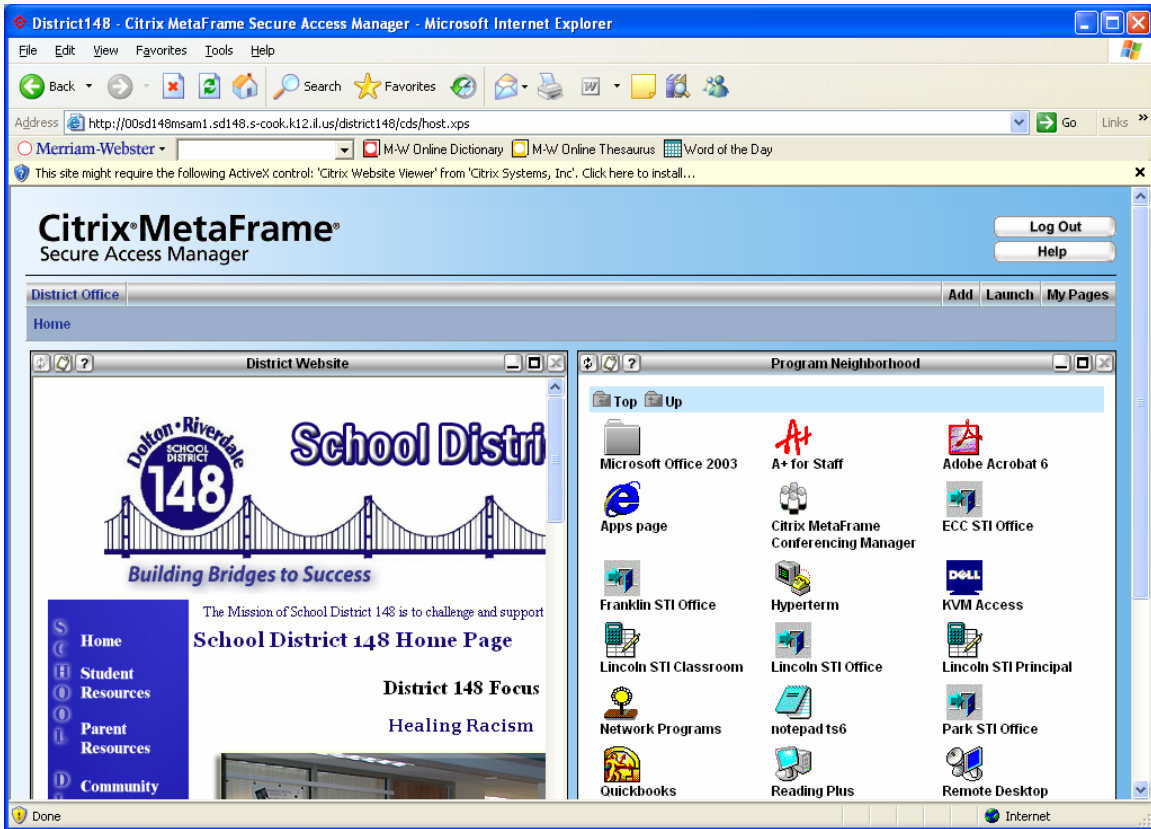 District148 - Citrix MetaFrame Secure Access Manager - Microsoft Internet Explorer
File Edit View Favorites Tools Help
Back Search Favorites
Address http://00sd148msam1.sd148.s-cook.k12.il.us/district148/cds/host.xps Go Links »
Merriam-Webster M-W Online Dictionary M-W Online Thesaurus Word of the Day
This site might require the following ActiveX control: 'Citrix Website Viewer' from 'Citrix Systems, Inc'. Click here to install...
Citrix® MetaFrame®
Secure Access Manager
Log Out
Help
District Office Add Launch My Pages
Home
? District Website
? Program Neighborhood
Dolton • Riverdale
SCHOOL
DISTRICT
148
School Distri
Building Bridges to Success
The Mission of School District 148 is to challenge and support
School District 148 Home Page
District 148 Focus
Healing Racism
S
C
H
O
O
L
D
Home
Student
Resources
Parent
Resources
Community
Top Up
Microsoft Office 2003
A+ for Staff
Adobe Acrobat 6
Apps page
Citrix MetaFrame
Conferencing Manager
ECC STI Office
Franklin STI Office
Hyperterm
DELL
KVM Access
Lincoln STI Classroom
Lincoln STI Office
Lincoln STI Principal
Network Programs
notepad ts6
Park STI Office
Quickbooks
Reading Plus
Remote Desktop
Done
Internet